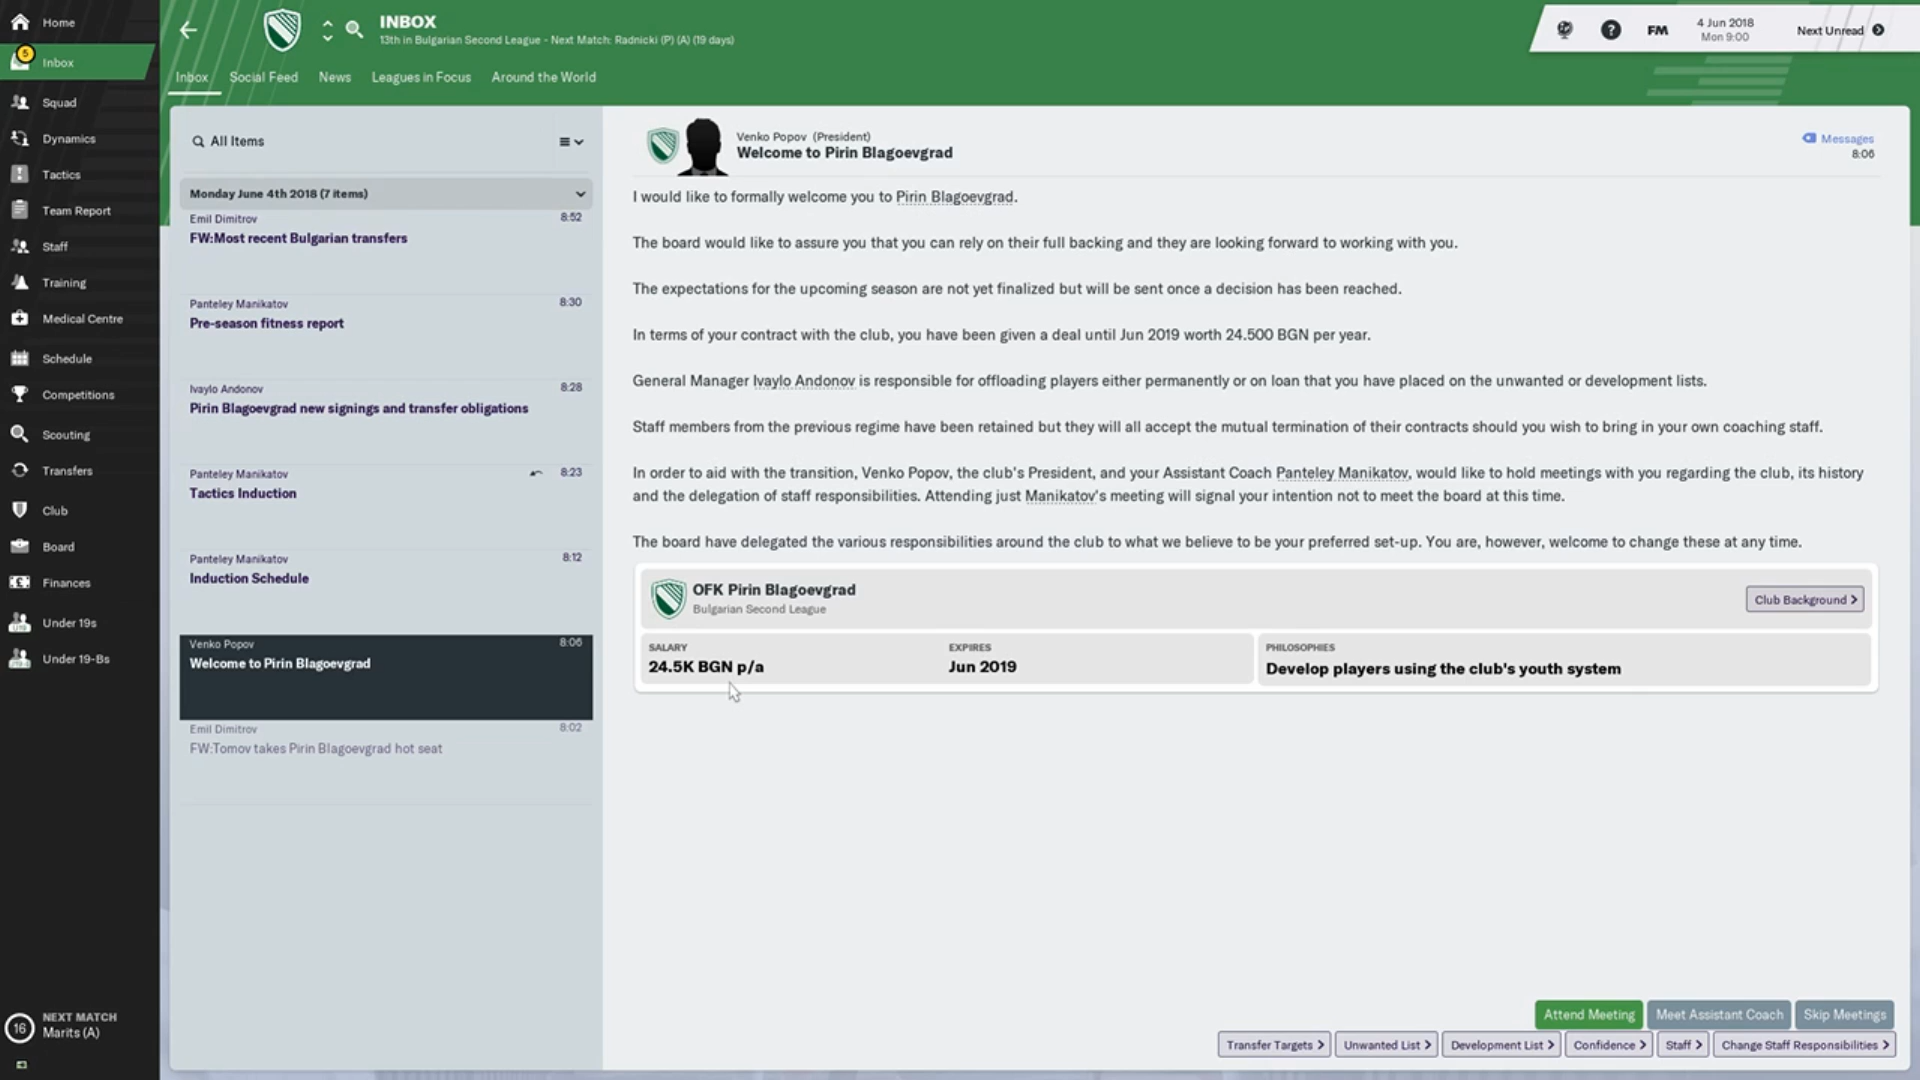 Home
5
Inbox
Squad
Dynamics
Tactics
Team Report
Staff
Training
Medical Centre
Schedule
Competitions
Scouting
Transfers
Club
Board
Finances
Under 19s
Under 19-Bs
16
NEXT MATCH
Marits (A)
INBOX
13th in Bulgarian Second League - Next Match: Radnicki (P) (A) (19 days)
FM
4 Jun 2018
Mon 9:00
Next Unread
Inbox
Social Feed
News
Leagues in Focus
Around the World
All Items
Monday June 4th 2018 (7 items)
Emil Dimitrov 8:52
FW:Most recent Bulgarian transfers
Panteley Manikatov 8:30
Pre-season fitness report
Ivaylo Andonov 8:28
Pirin Blagoevgrad new signings and transfer obligations
Panteley Manikatov 8:23
Tactics Induction
Panteley Manikatov 8:12
Induction Schedule
Venko Popov 8:06
Welcome to Pirin Blagoevgrad
Emil Dimitrov 8:02
FW:Tomov takes Pirin Blagoevgrad hot seat
Venko Popov (President)
Welcome to Pirin Blagoevgrad
Messages
8:06
I would like to formally welcome you to Pirin Blagoevgrad.
The board would like to assure you that you can rely on their full backing and they are looking forward to working with you.
The expectations for the upcoming season are not yet finalized but will be sent once a decision has been reached.
In terms of your contract with the club, you have been given a deal until Jun 2019 worth 24.500 BGN per year.
General Manager Ivaylo Andonov is responsible for offloading players either permanently or on loan that you have placed on the unwanted or development lists.
Staff members from the previous regime have been retained but they will all accept the mutual termination of their contracts should you wish to bring in your own coaching staff.
In order to aid with the transition, Venko Popov, the club's President, and your Assistant Coach Panteley Manikatov, would like to hold meetings with you regarding the club, its history
and the delegation of staff responsibilities. Attending just Manikatov's meeting will signal your intention not to meet the board at this time.
The board have delegated the various responsibilities around the club to what we believe to be your preferred set-up. You are, however, welcome to change these at any time.
OFK Pirin Blagoevgrad
Bulgarian Second League
Club Background
SALARY
24.5K BGN p/a
EXPIRES
Jun 2019
PHILOSOPHIES
Develop players using the club's youth system
Attend Meeting
Meet Assistant Coach
Skip Meetings
Transfer Targets
Unwanted List
Development List
Confidence
Staff
Change Staff Responsibilities